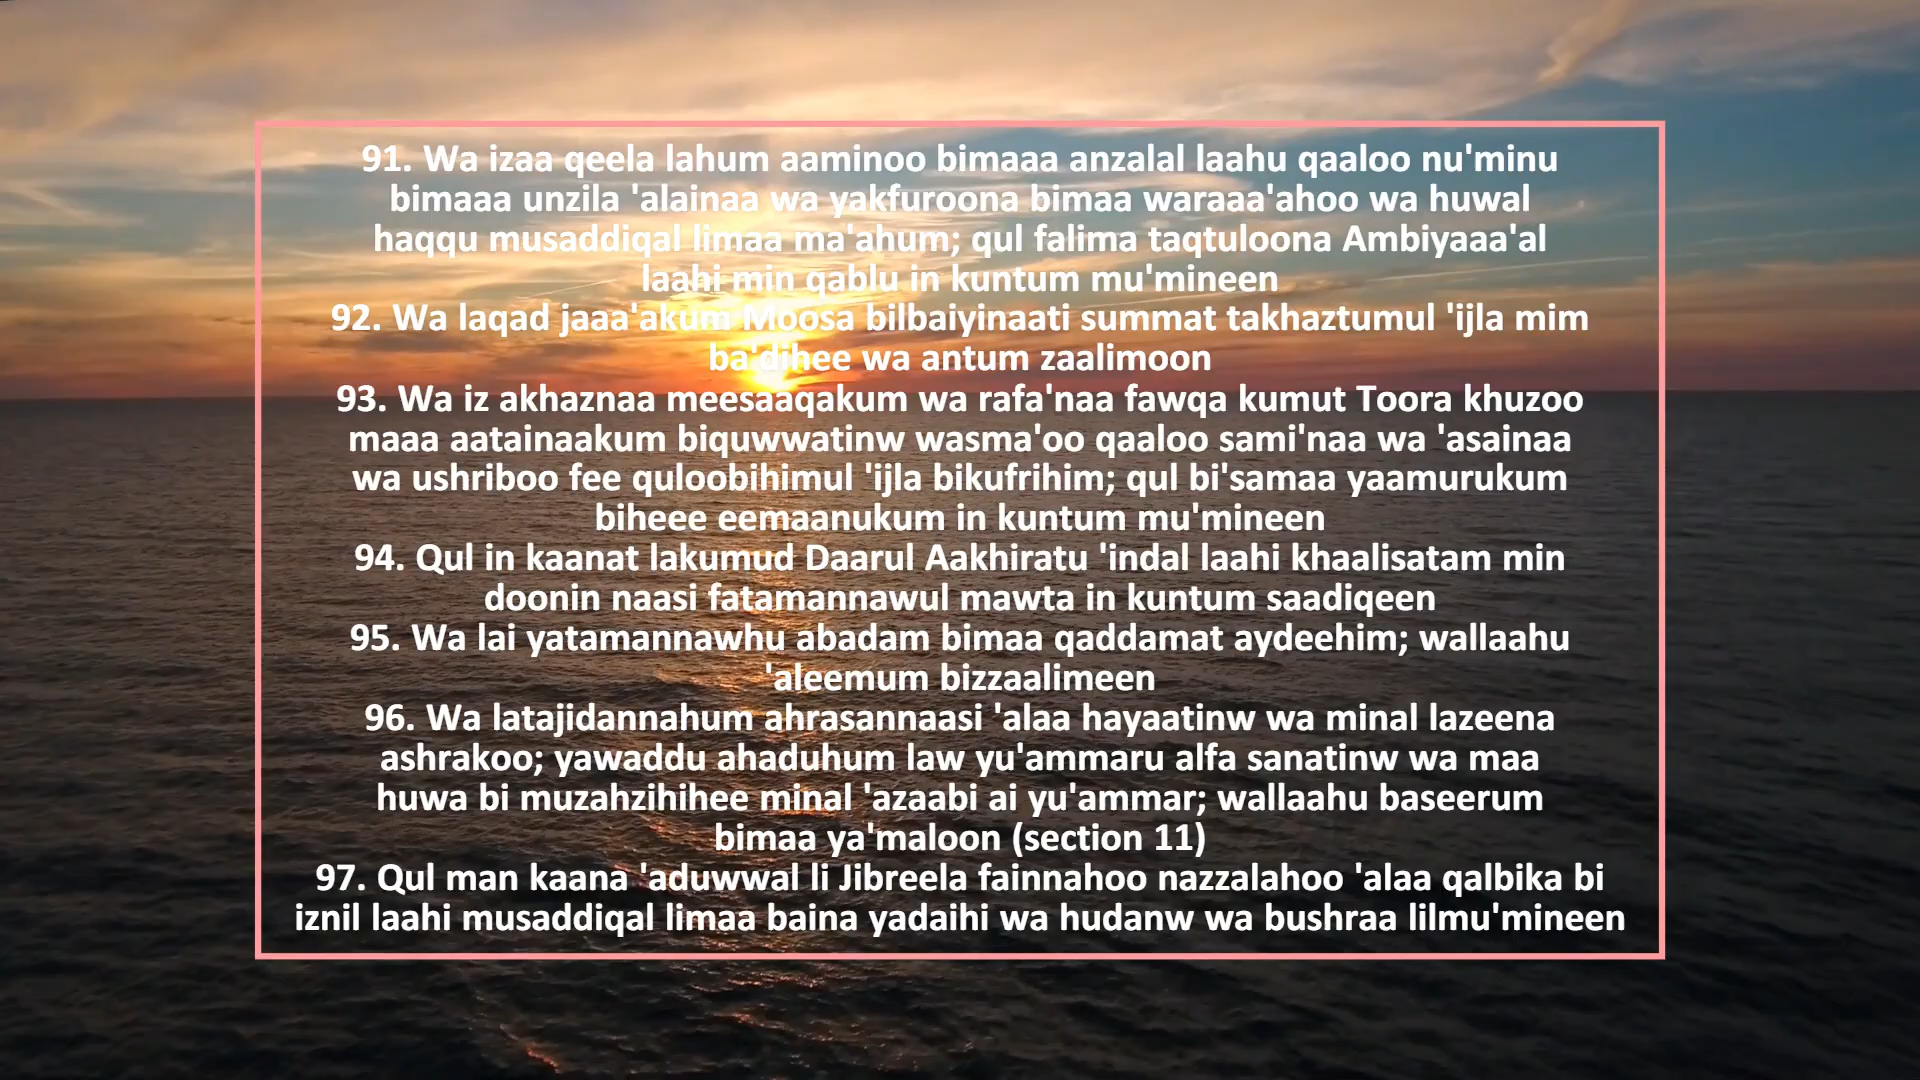 91. Wa izaa qeela lahum aaminoo bimaaa anzalal laahu qaaloo nu'minu
bimaaa unzila 'alainaa wa yakfuroona bimaa waraaa'ahoo wa huwal
haqqu musaddiqal limaa ma'ahum; qul falima taqtuloona Ambiyaaa'al
laahi min qablu in kuntum mu'mineen
92. Wa laqad jaaa'akum Moosa bilbaiyinaati summat takhaztumul 'ijla mim
ba'dihee wa antum zaalimoon
93. Wa iz akhaznaa meesaaqakum wa rafa'naa fawqa kumut Toora khuzoo
maaa aatainaakum biquwwatinw wasma'oo qaaloo sami'naa wa 'asainaa
wa ushriboo fee quloobihimul 'ijla bikufrihim; qul bi'samaa yaamurukum
biheee eemaanukum in kuntum mu'mineen
94. Qul in kaanat lakumud Daarul Aakhiratu 'indal laahi khaalisatam min
doonin naasi fatamannawul mawta in kuntum saadiqeen
95. Wa lai yatamannawhu abadam bimaa qaddamat aydeehim; wallaahu
'aleemum bizzaalimeen
96. Wa latajidannahum ahrasannaasi 'alaa hayaatinw wa minal lazeena
ashrakoo; yawaddu ahaduhum law yu'ammaru alfa sanatinw wa maa
huwa bi muzahzihihee minal 'azaabi ai yu'ammar; wallaahu baseerum
bimaa ya'maloon (section 11)
97. Qul man kaana 'aduwwal li Jibreela fainnahoo nazzalahoo 'alaa qalbika bi
iznil laahi musaddiqal limaa baina yadaihi wa hudanw wa bushraa lilmu'mineen